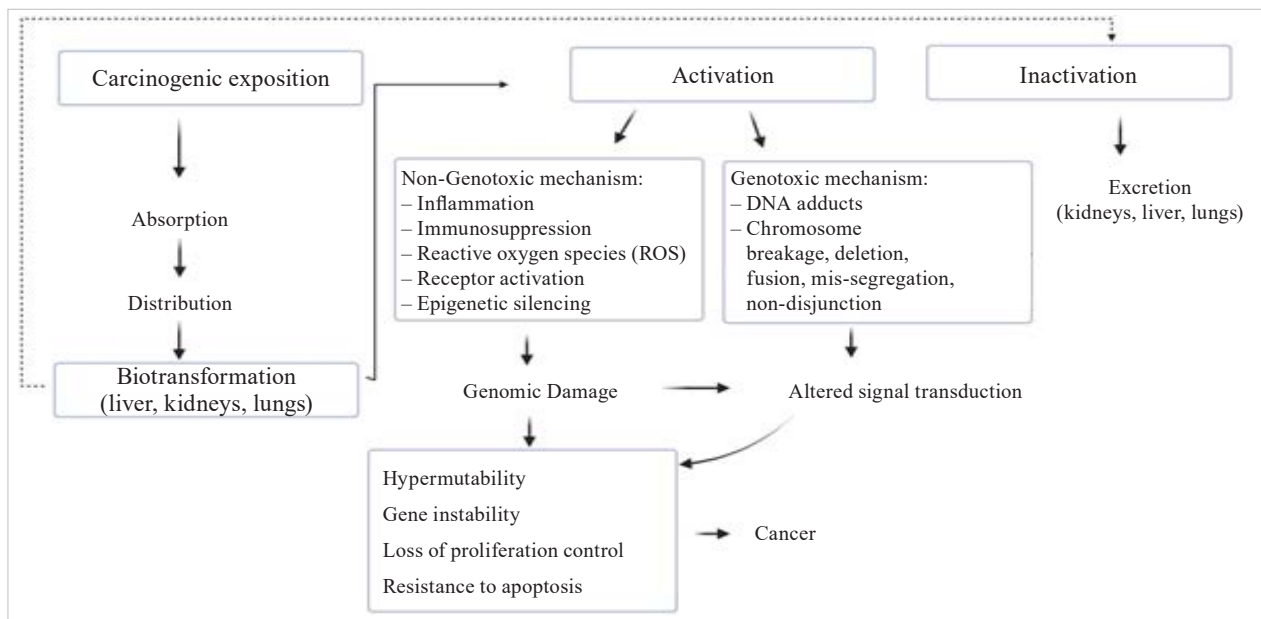 Carcinogenic exposition
Absorption
Distribution
Biotransformation
(liver, kidneys, lungs)
Activation
Non-Genotoxic mechanism:
– Inflammation
– Immunosuppression
– Reactive oxygen species (ROS)
– Receptor activation
– Epigenetic silencing
Genotoxic mechanism:
– DNA adducts
– Chromosome
breakage, deletion,
fusion, mis-segregation,
non-disjunction
Inactivation
Excretion
(kidneys, liver, lungs)
Genomic Damage
Altered signal transduction
Hypermutability
Gene instability
Loss of proliferation control
Resistance to apoptosis
Cancer